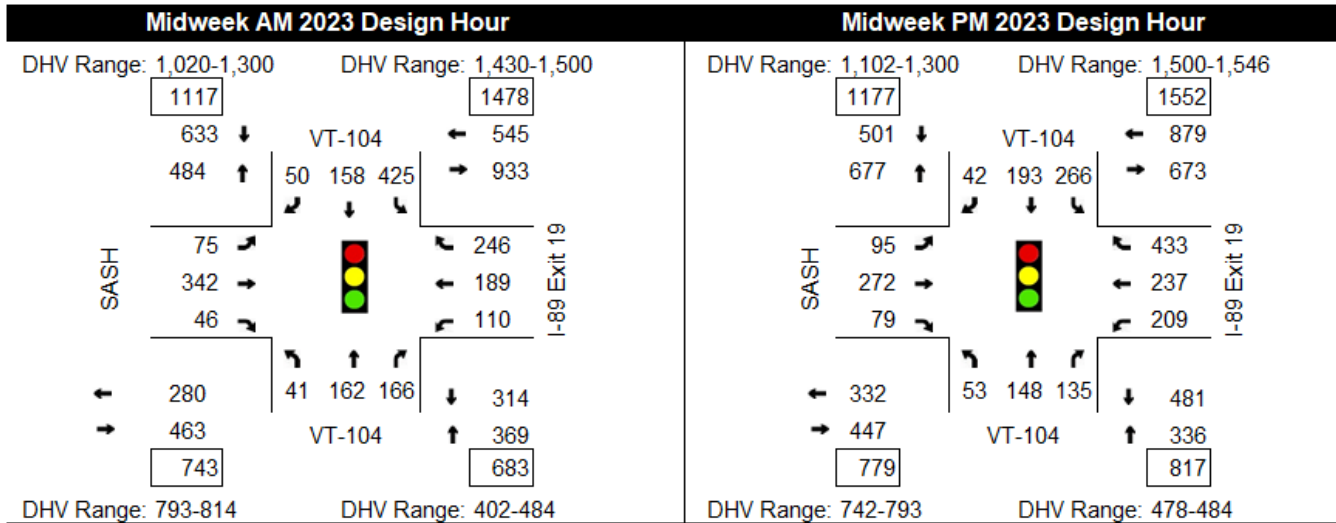 Midweek AM 2023 Design Hour
DHV Range: 1,020-1,300 DHV Range: 1,430-1,500
1117 1478
633 VT-104 545
484 50 158 425 933
75 246
SASH 342 189 I-89 Exit 19
46 110
280 41 162 166 314
463 VT-104 369
743 683
DHV Range: 793-814 DHV Range: 402-484
Midweek PM 2023 Design Hour
DHV Range: 1,102-1,300 DHV Range: 1,500-1,546
1177 1552
501 VT-104 879
677 42 193 266 673
95 433
SASH 272 237 I-89 Exit 19
79 209
332 53 148 135 481
447 VT-104 336
779 817
DHV Range: 742-793 DHV Range: 478-484